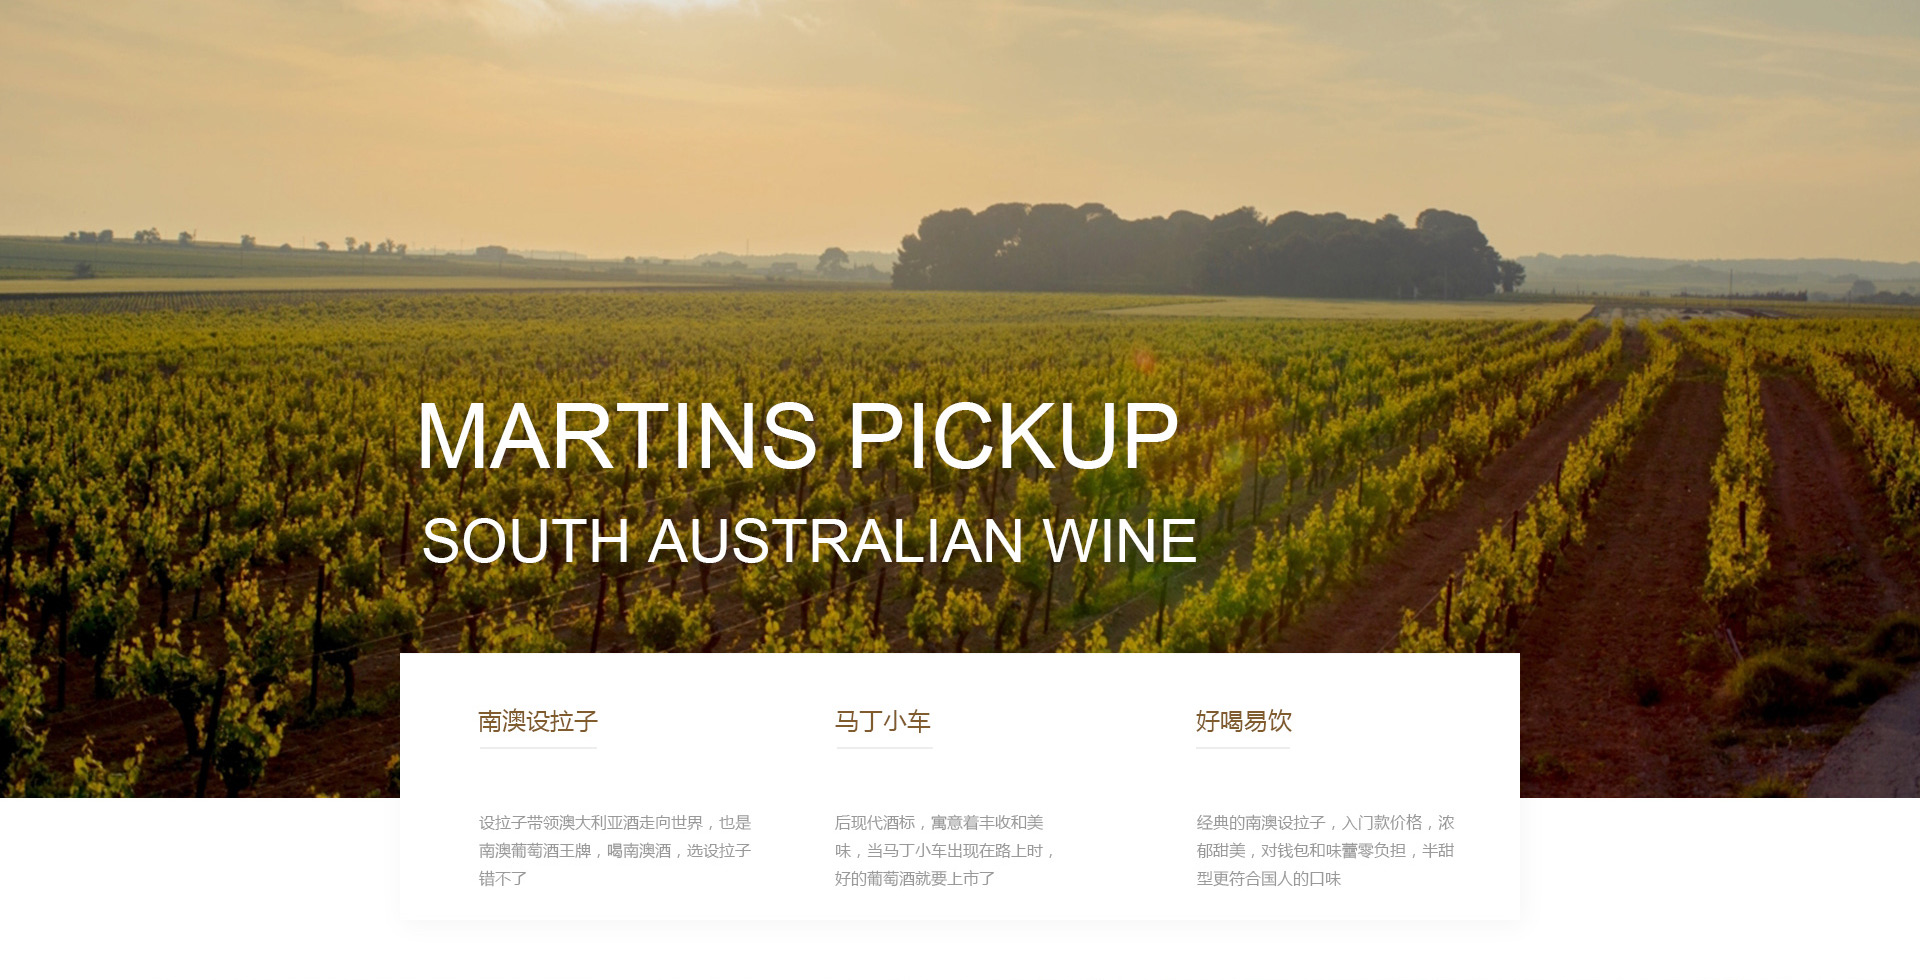 MARTINS PICKUP
SOUTH AUSTRALIAN WINE
南澳设拉子
设拉子带领澳大利亚酒走向世界，也是
南澳葡萄酒王牌，喝南澳酒，选设拉子
错不了
马丁小车
后现代酒标，寓意着丰收和美
味，当马丁小车出现在路上时，
好的葡萄酒就要上市了
好喝易饮
经典的南澳设拉子，入门款价格，浓
郁甜美，对钱包和味蕾零负担，半甜
型更符合国人的口味